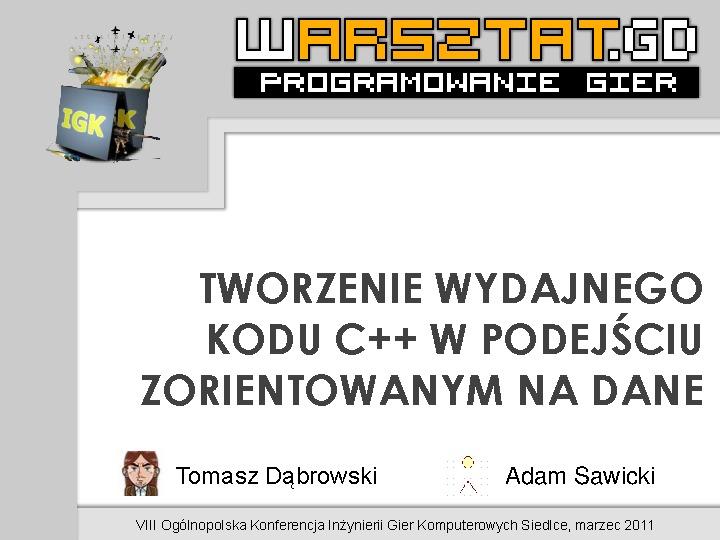 WARSZTAT.GD
PROGRAMOWANIE GIER
IGK
TWORZENIE WYDAJNEGO
KODU C++ W PODEJŚCIU
ZORIENTOWANYM NA DANE
Tomasz Dąbrowski
Adam Sawicki
VIII Ogólnopolska Konferencja Inżynierii Gier Komputerowych Siedlce, marzec 2011